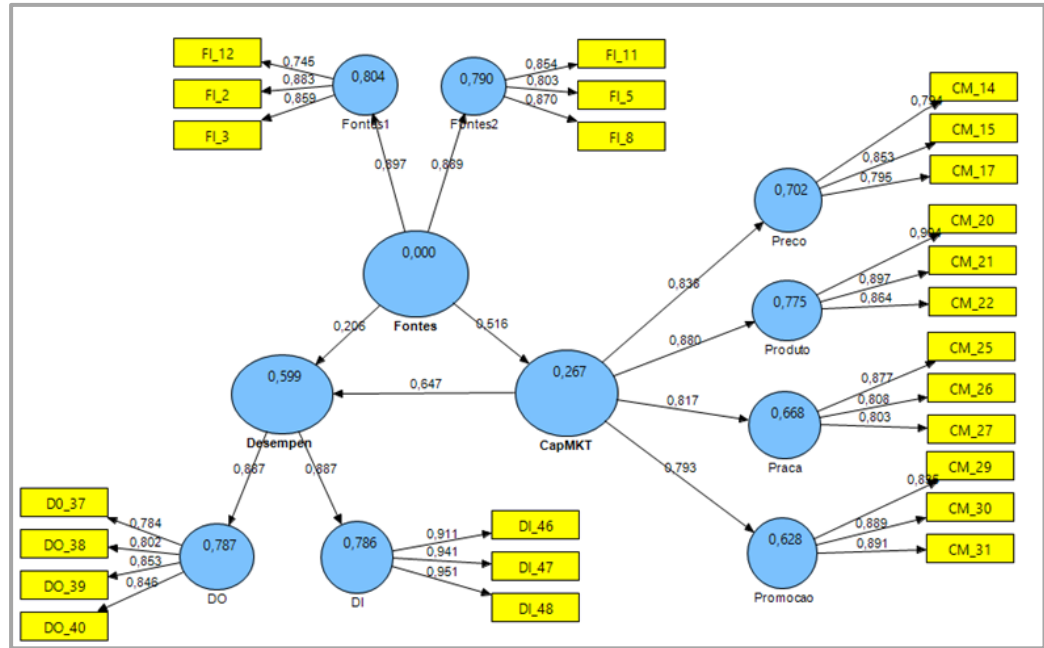 FI_12
FI_2
FI_3
0,745
0,883
0,859
0,804
Fontes1
0,790
Fontes2
0,854
0,803
0,870
FI_11
FI_5
FI_8
0,897
0,889
0,000
Fontes
0,206
0,516
0,599
Desempen
0,647
0,267
CapMKT
0,838
0,880
0,817
0,793
0,702
Preco
0,794
0,853
0,795
CM_14
CM_15
CM_17
0,775
Produto
0,904
0,897
0,864
CM_20
CM_21
CM_22
0,668
Praca
0,877
0,808
0,803
CM_25
CM_26
CM_27
0,628
Promocao
0,889
0,891
CM_29
CM_30
CM_31
0,887
0,887
D0_37
DO_38
DO_39
DO_40
0,784
0,802
0,853
0,846
0,787
DO
0,786
DI
0,911
0,941
0,951
DI_46
DI_47
DI_48